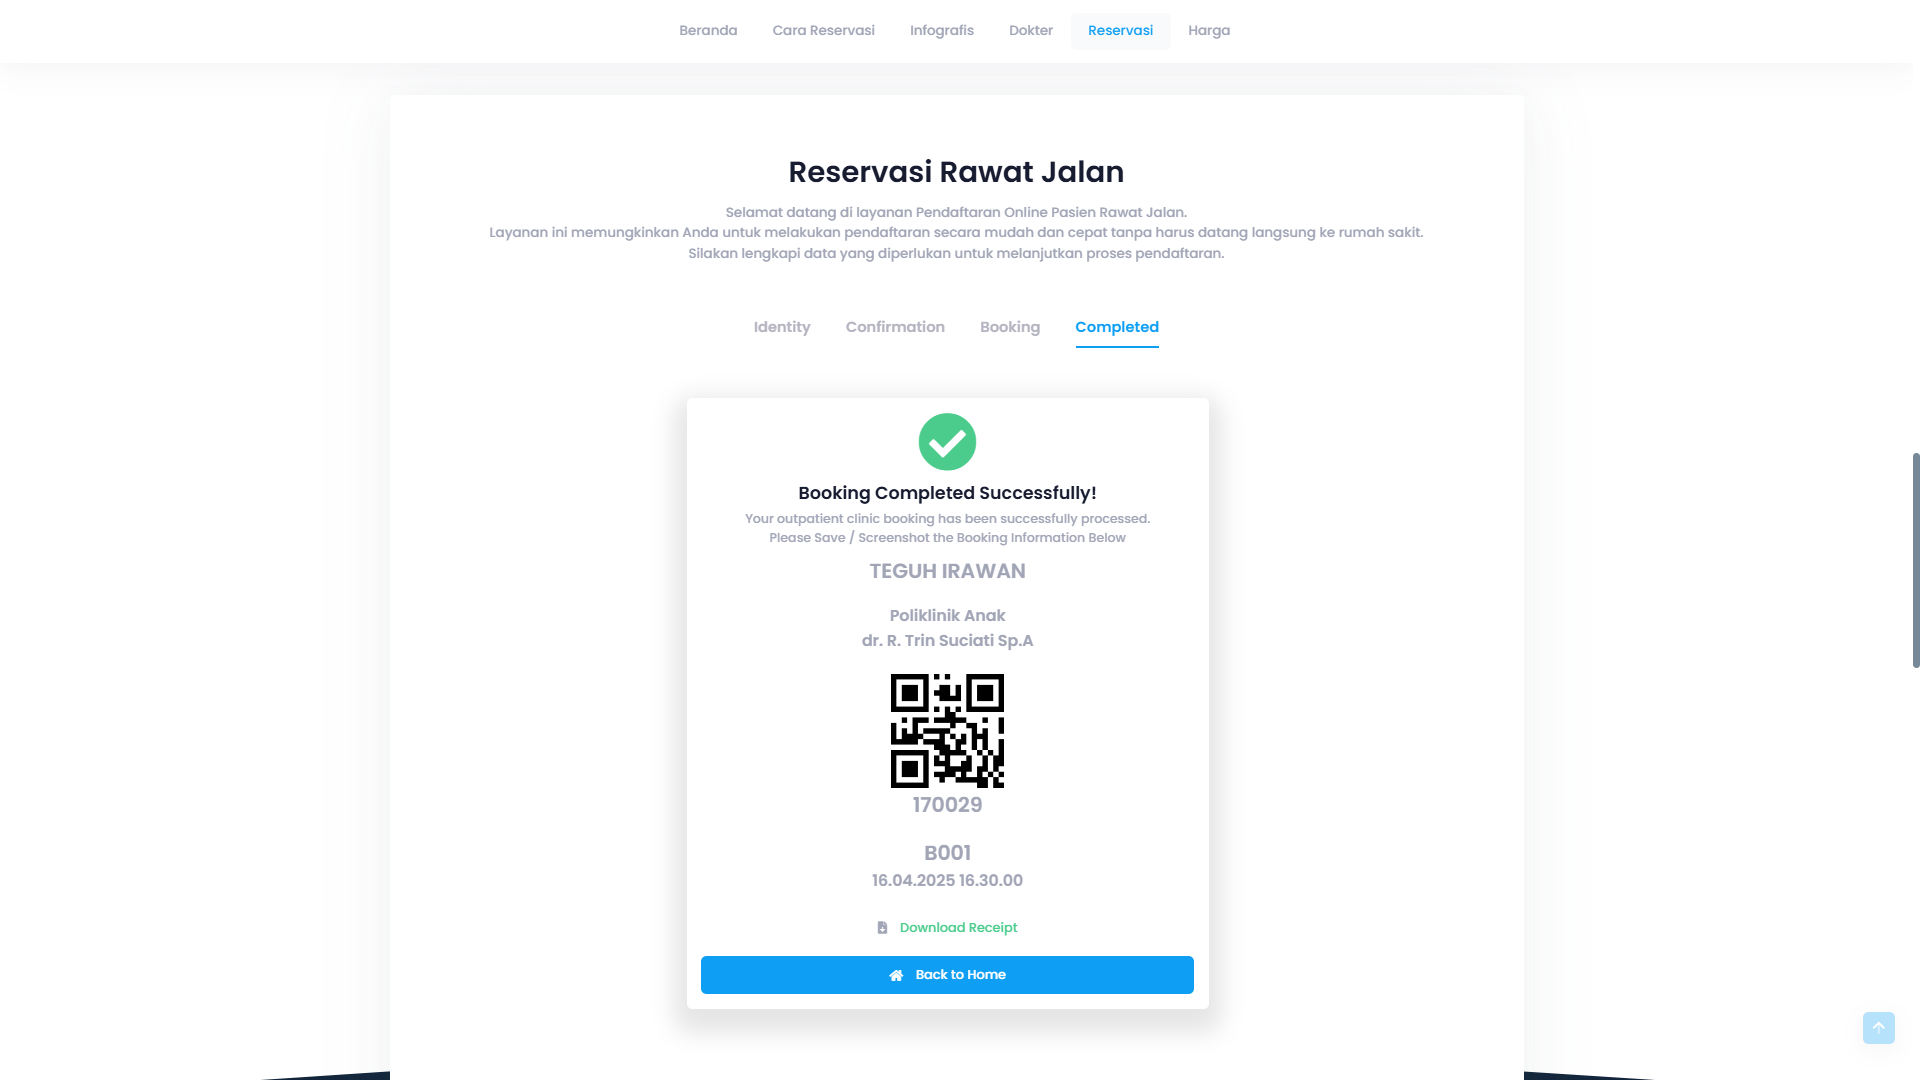 Beranda
Cara Reservasi
Infografis
Dokter
Reservasi
Harga
Reservasi Rawat Jalan
Selamat datang di layanan Pendaftaran Online Pasien Rawat Jalan.
Layanan ini memungkinkan Anda untuk melakukan pendaftaran secara mudah dan cepat tanpa harus datang langsung ke rumah sakit.
Silakan lengkapi data yang diperlukan untuk melanjutkan proses pendaftaran.
Identity
Confirmation
Booking
Completed
Booking Completed Successfully!
Your outpatient clinic booking has been successfully processed.
Please Save / Screenshot the Booking Information Below
TEGUH IRAWAN
Poliklinik Anak
dr. R. Trin Suciati Sp.A
170029
B001
16.04.2025 16.30.00
Download Receipt
Back to Home